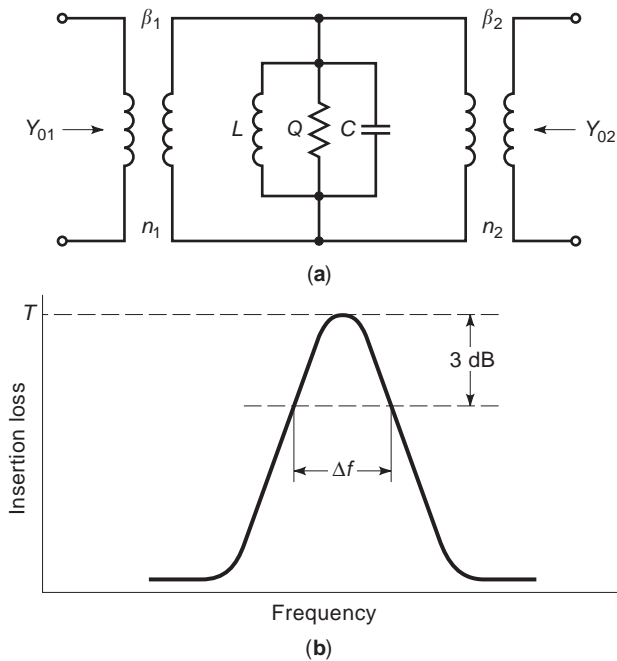 β1 β2
Y01 L Q C Y02
n1 n2
(a)
T
3 dB
Δf
Insertion loss
Frequency
(b)